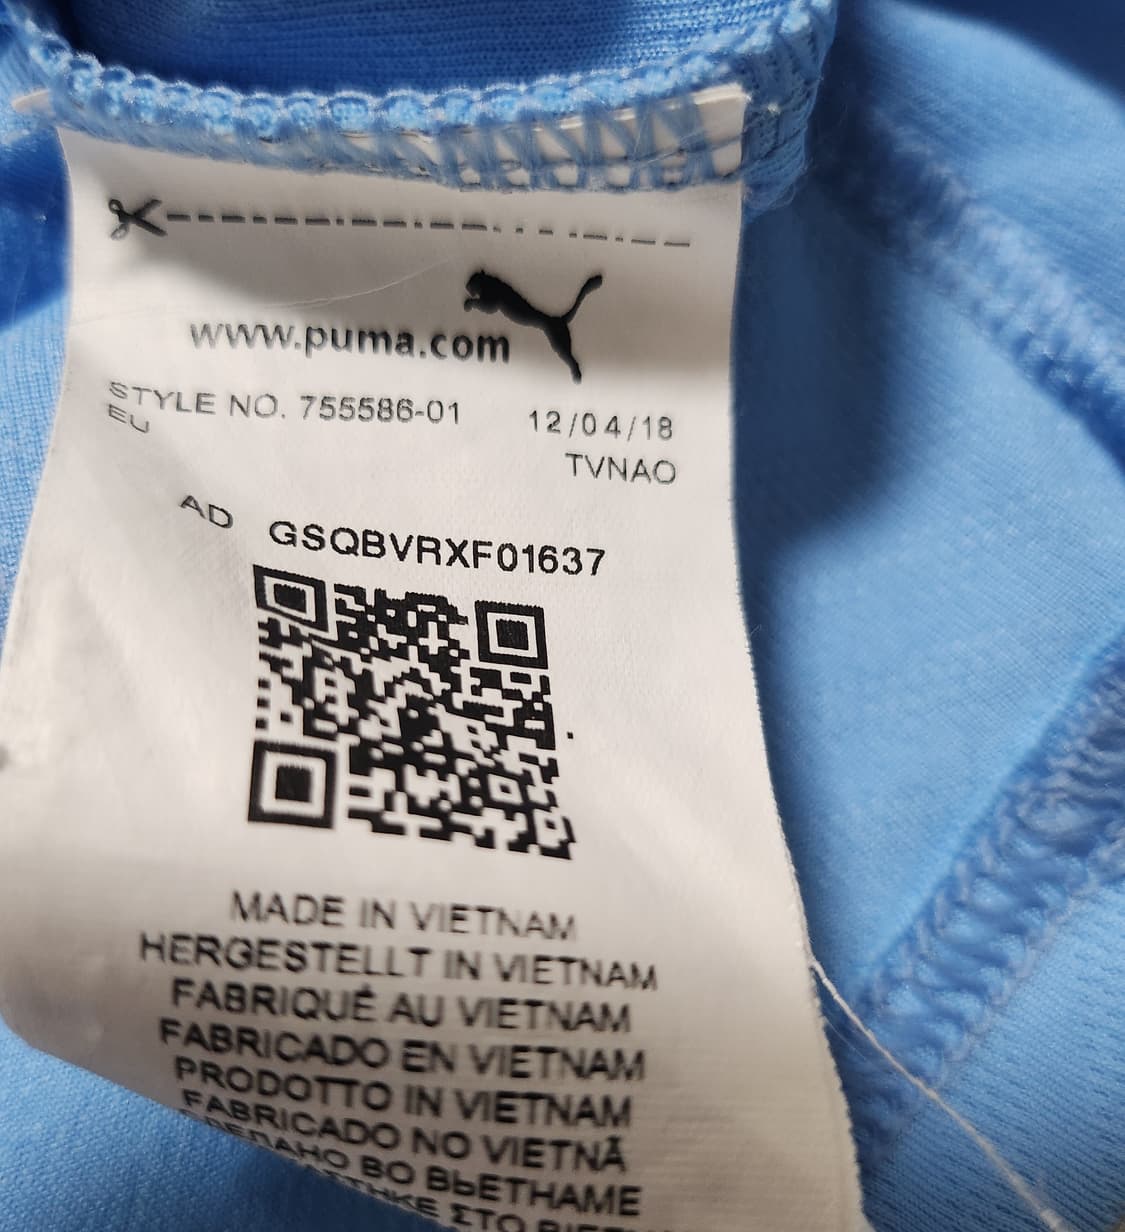 www.puma.com
STYLE NO. 755586-01 12/04/18
EU TVNAO
AD GSQBVRXF01637
MADE IN VIETNAM
HERGESTELLT IN VIETNAM
FABRIQUÉ AU VIETNAM
FABRICADO EN VIETNAM
PRODOTTO IN VIETNAM
FABRICADO NO VIETNÃ
ВО ВЬЕТНАМЕ
ΣΤΟ